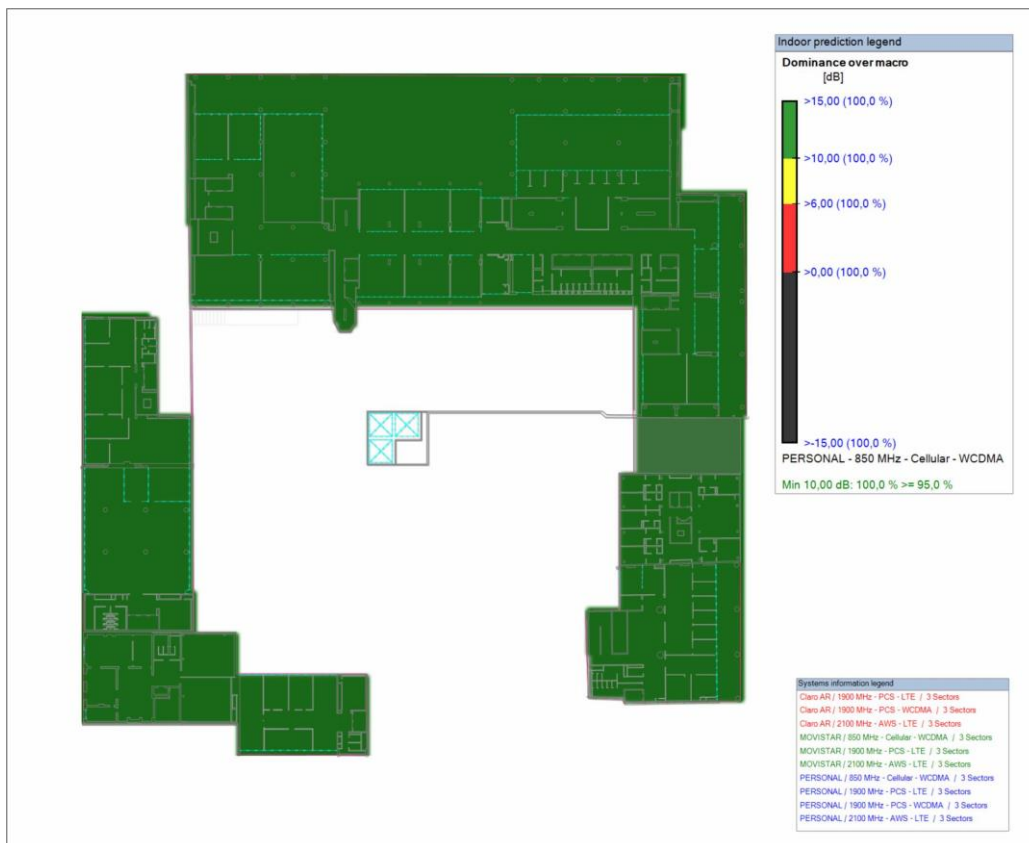 Indoor prediction legend
Dominance over macro
[dB]
>15,00 (100,0 %)
>10,00 (100,0 %)
>6,00 (100,0 %)
>0,00 (100,0 %)
>-15,00 (100,0 %)
PERSONAL - 850 MHz - Cellular - WCDMA
Min 10,00 dB: 100,0 % >= 95,0 %
Systems information legend
Claro AR / 1900 MHz - PCS - LTE / 3 Sectors
Claro AR / 1900 MHz - PCS - WCDMA / 3 Sectors
Claro AR / 2100 MHz - AWS - LTE / 3 Sectors
MOVISTAR / 850 MHz - Cellular - WCDMA / 3 Sectors
MOVISTAR / 1900 MHz - PCS - LTE / 3 Sectors
MOVISTAR / 2100 MHz - AWS - LTE / 3 Sectors
PERSONAL / 850 MHz - Cellular - WCDMA / 3 Sectors
PERSONAL / 1900 MHz - PCS - LTE / 3 Sectors
PERSONAL / 1900 MHz - PCS - WCDMA / 3 Sectors
PERSONAL / 2100 MHz - AWS - LTE / 3 Sectors